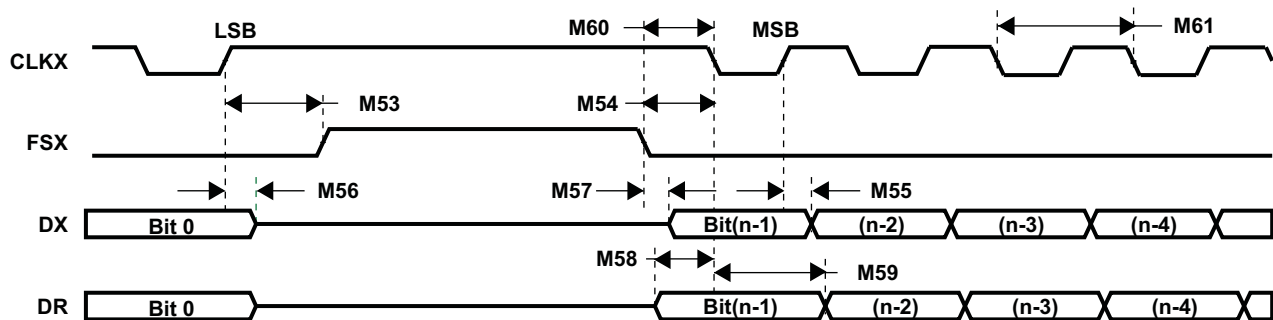 LSB M60 MSB M61
CLKX
M53 M54
FSX
M56 M57 M55
DX Bit 0 Bit(n-1) (n-2) (n-3) (n-4)
M58 M59
DR Bit 0 Bit(n-1) (n-2) (n-3) (n-4)